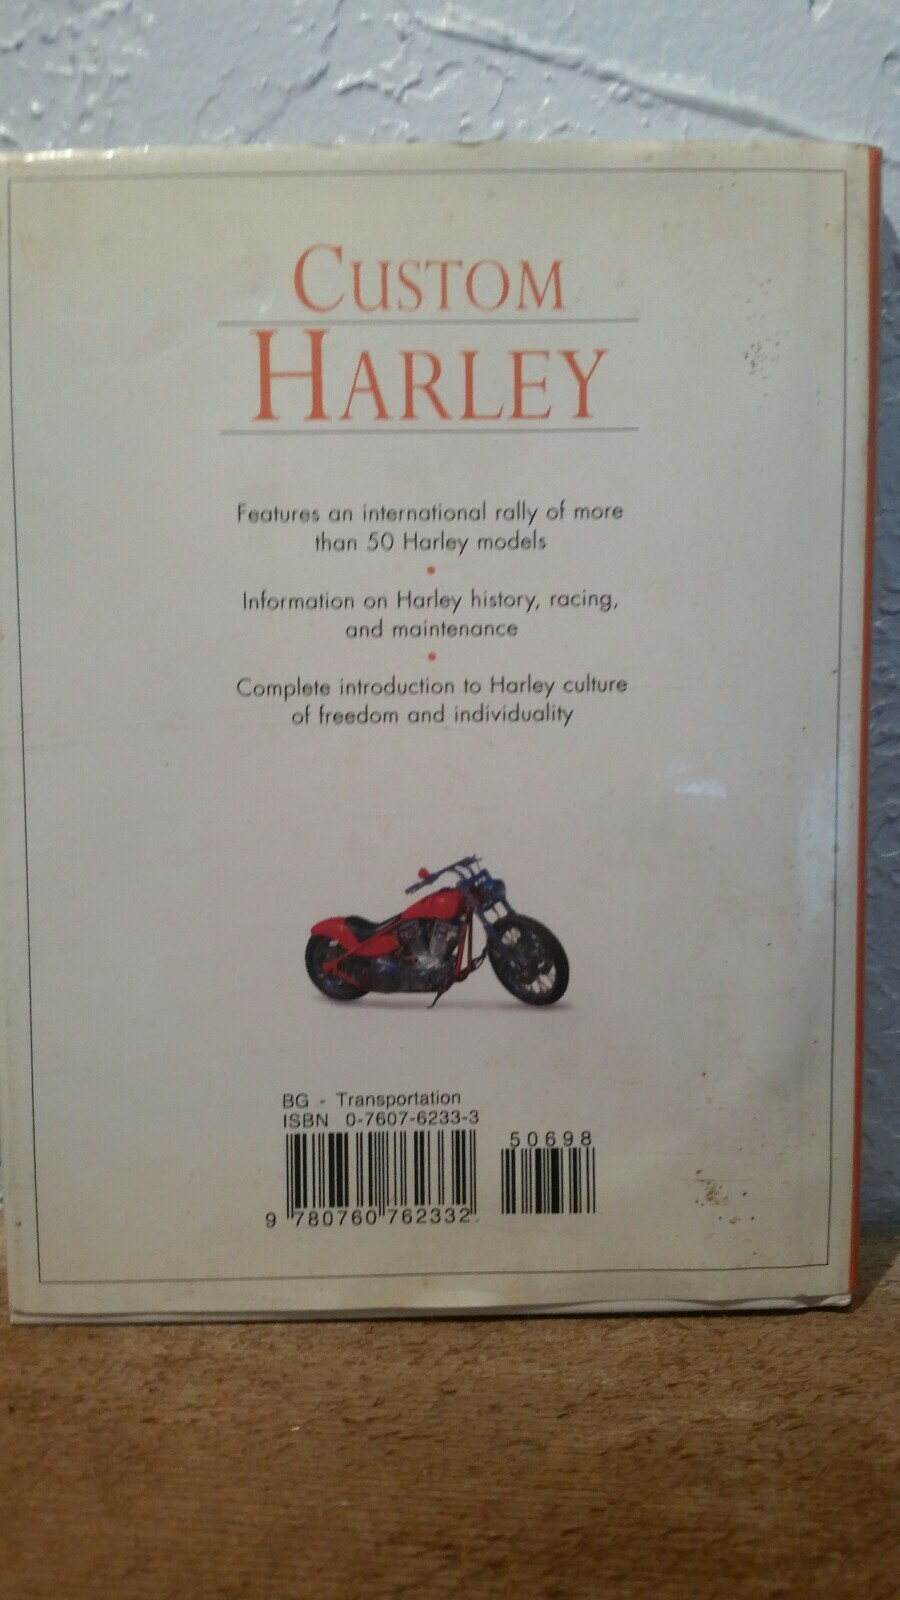 CUSTOM
HARLEY
Features an international rally of more
than 50 Harley models
•
Information on Harley history, racing,
and maintenance
•
Complete introduction to Harley culture
of freedom and individuality
BG - Transportation
ISBN 0-7607-6233-3
50698
9 780760 762332